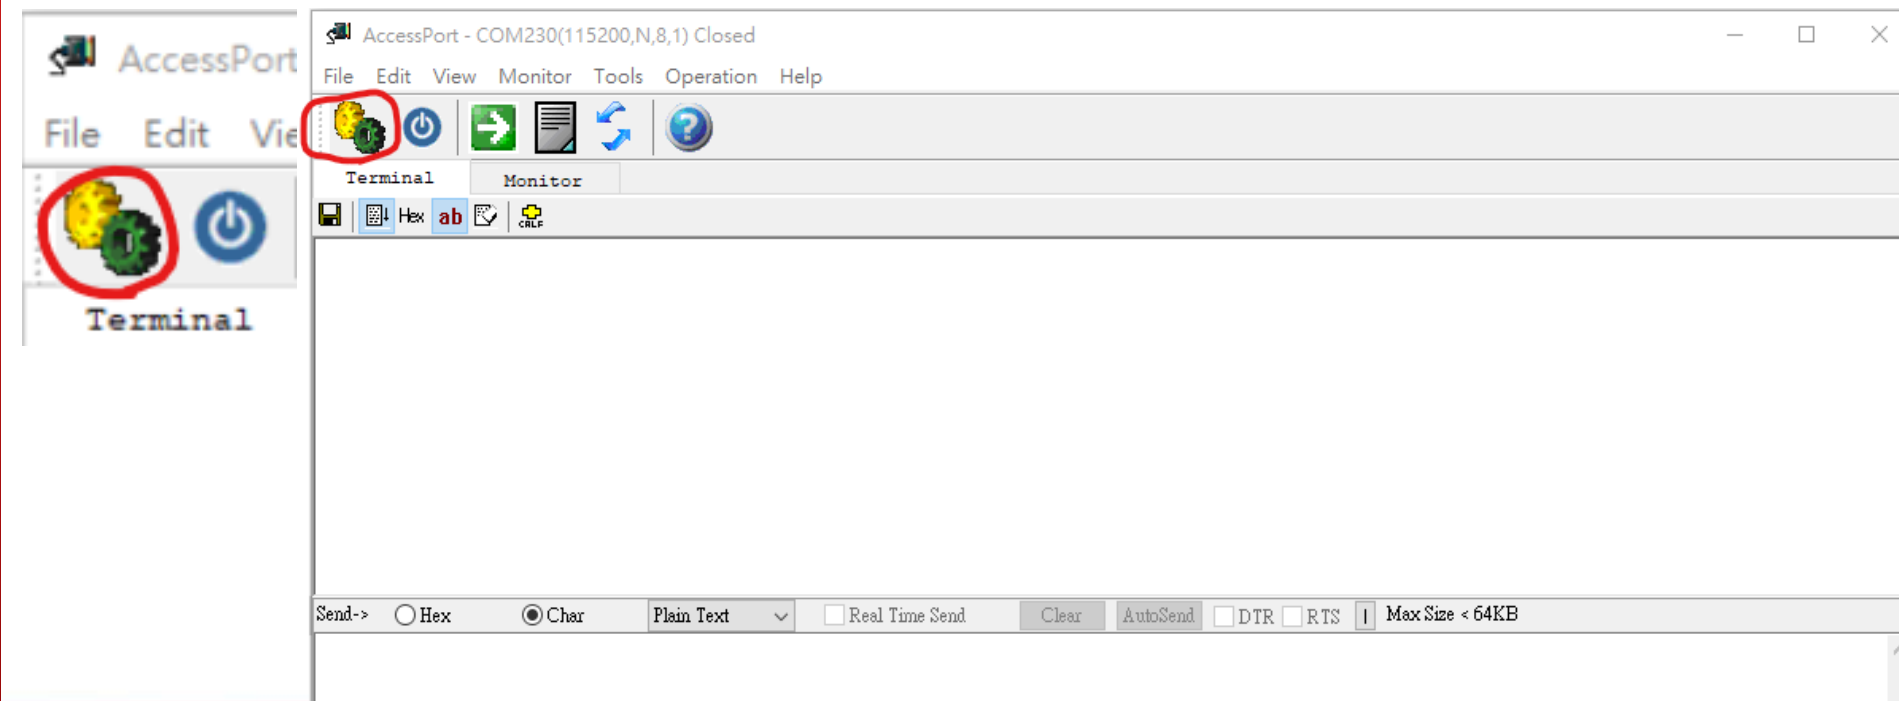 AccessPort
File Edit Vie
Terminal
AccessPort - COM230(115200,N,8,1) Closed
File Edit View Monitor Tools Operation Help
Terminal Monitor
Hex ab CRLF
Send-> Hex Char Plain Text Real Time Send Clear AutoSend DTR RTS | Max Size < 64KB